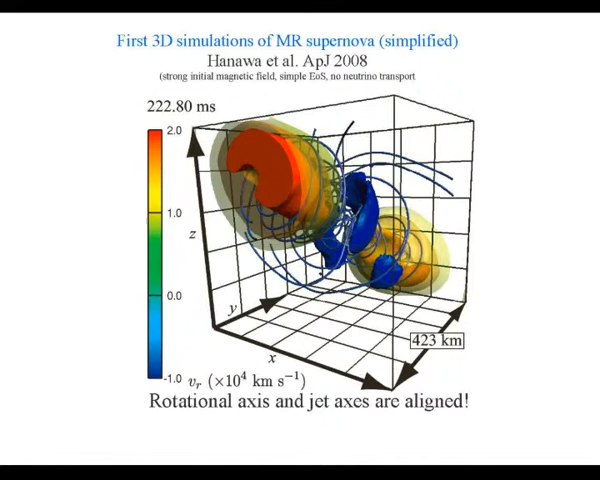 First 3D simulations of MR supernova (simplified)
Hanawa et al. ApJ 2008
(strong initial magnetic field, simple EoS, no neutrino transport
222.80 ms
2.0
1.0
0.0
-1.0
z
y
x
423 km
v_r (×10⁴ km s⁻¹)
Rotational axis and jet axes are aligned!